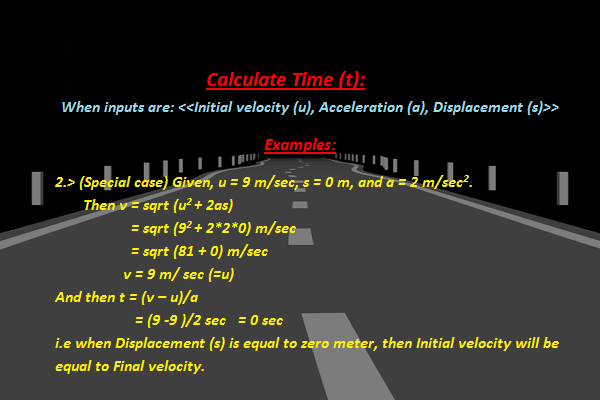 Calculate Time (t):
When inputs are: <<Initial velocity (u), Acceleration (a), Displacement (s)>>
Examples:
2.> (Special case) Given, u = 9 m/sec, s = 0 m, and a = 2 m/sec².
Then v = sqrt (u² + 2as)
= sqrt (9² + 2*2*0) m/sec
= sqrt (81 + 0) m/sec
v = 9 m/ sec (=u)
And then t = (v – u)/a
= (9 -9 )/2 sec = 0 sec
i.e when Displacement (s) is equal to zero meter, then Initial velocity will be
equal to Final velocity.